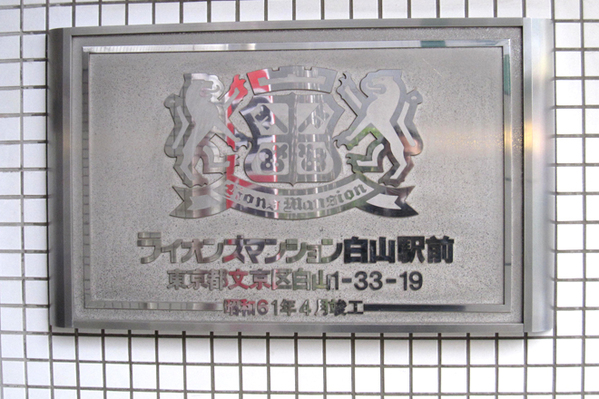 Lions Mansion
ライオンズマンション白山駅前
東京都文京区白山1-33-19
昭和61年4月竣工